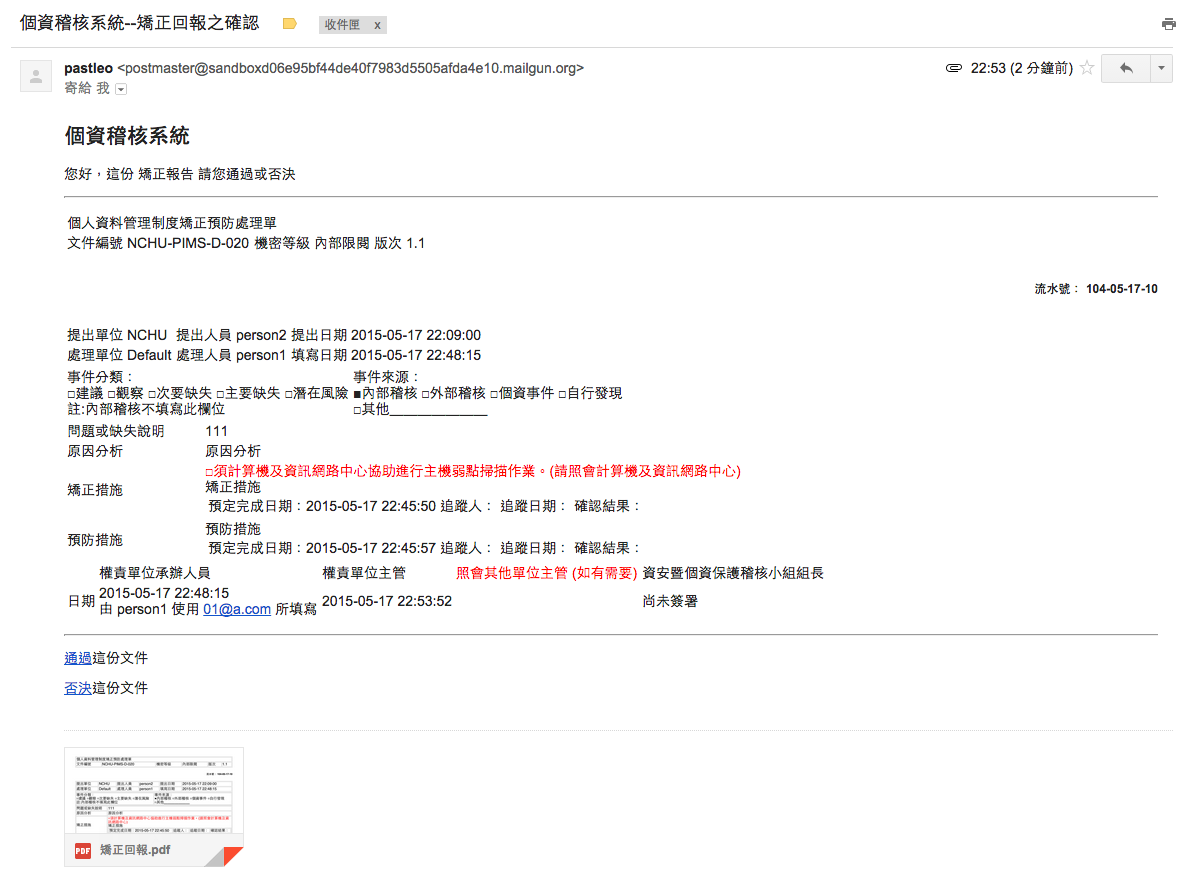 個資稽核系統--矯正回報之確認 收件匣 x
pastleo <postmaster@sandboxd06e95bf44de40f7983d5505afda4e10.mailgun.org> 22:53 (2 分鐘前)
寄給 我
個資稽核系統
您好，這份 矯正報告 請您通過或否決
個人資料管理制度矯正預防處理單
文件編號 NCHU-PIMS-D-020 機密等級 內部限閱 版次 1.1
流水號： 104-05-17-10
提出單位 NCHU 提出人員 person2 提出日期 2015-05-17 22:09:00
處理單位 Default 處理人員 person1 填寫日期 2015-05-17 22:48:15
事件分類： 事件來源：
□建議 □觀察 □次要缺失 □主要缺失 □潛在風險 ■內部稽核 □外部稽核 □個資事件 □自行發現
註:內部稽核不填寫此欄位 □其他______________
問題或缺失說明 111
原因分析 原因分析
□須計算機及資訊網路中心協助進行主機弱點掃描作業。(請照會計算機及資訊網路中心)
矯正措施 矯正措施
預定完成日期：2015-05-17 22:45:50 追蹤人： 追蹤日期： 確認結果：
預防措施 預防措施
預定完成日期：2015-05-17 22:45:57 追蹤人： 追蹤日期： 確認結果：
權責單位承辦人員 權責單位主管 照會其他單位主管 (如有需要) 資安暨個資保護稽核小組組長
日期 2015-05-17 22:48:15 2015-05-17 22:53:52 尚未簽署
由 person1 使用 01@a.com 所填寫
通過這份文件
否決這份文件
PDF 矯正回報.pdf